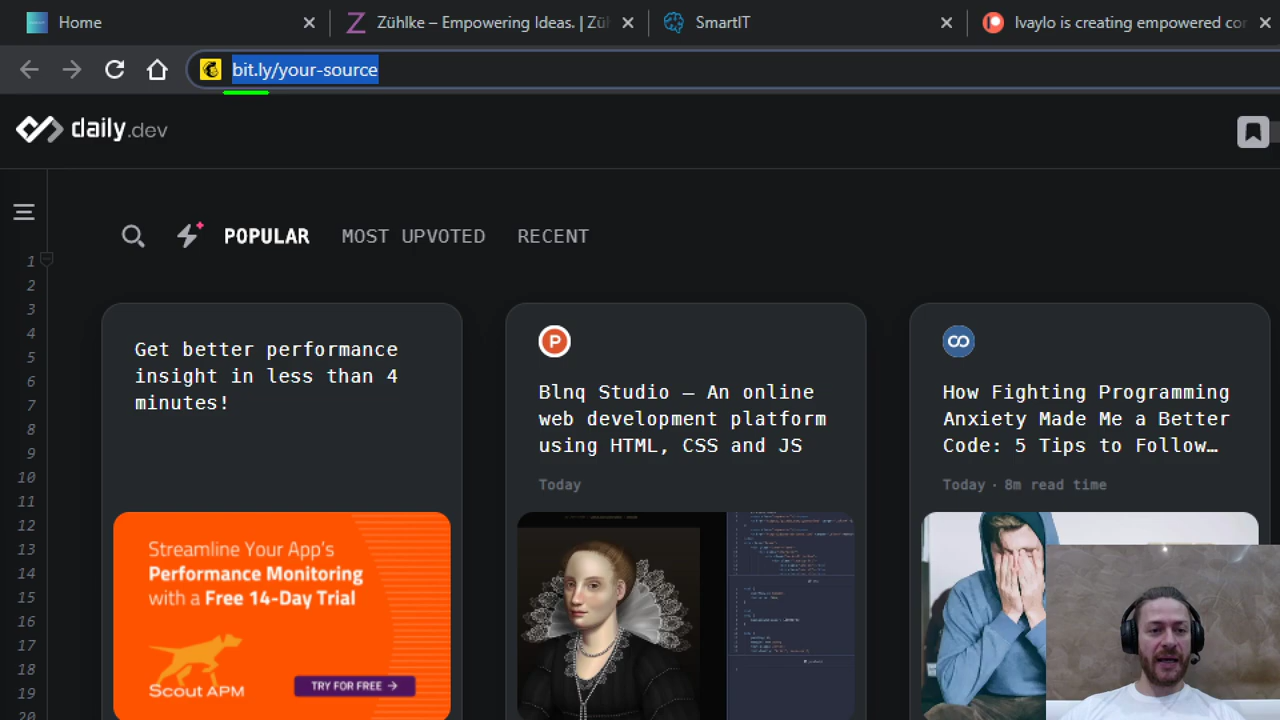 Home
Zühlke – Empowering Ideas. | Zü
SmartIT
Ivaylo is creating empowered co
bit.ly/your-source
daily.dev
POPULAR MOST UPVOTED RECENT
1
2
3
4
5
6
7
8
9
10
11
12
13
14
15
16
17
18
19
20
Get better performance
insight in less than 4
minutes!
Streamline Your App's
Performance Monitoring
with a Free 14-Day Trial
Scout APM
TRY FOR FREE →
Blnq Studio – An online
web development platform
using HTML, CSS and JS
Today
How Fighting Programming
Anxiety Made Me a Better
Code: 5 Tips to Follow…
Today · 8m read time